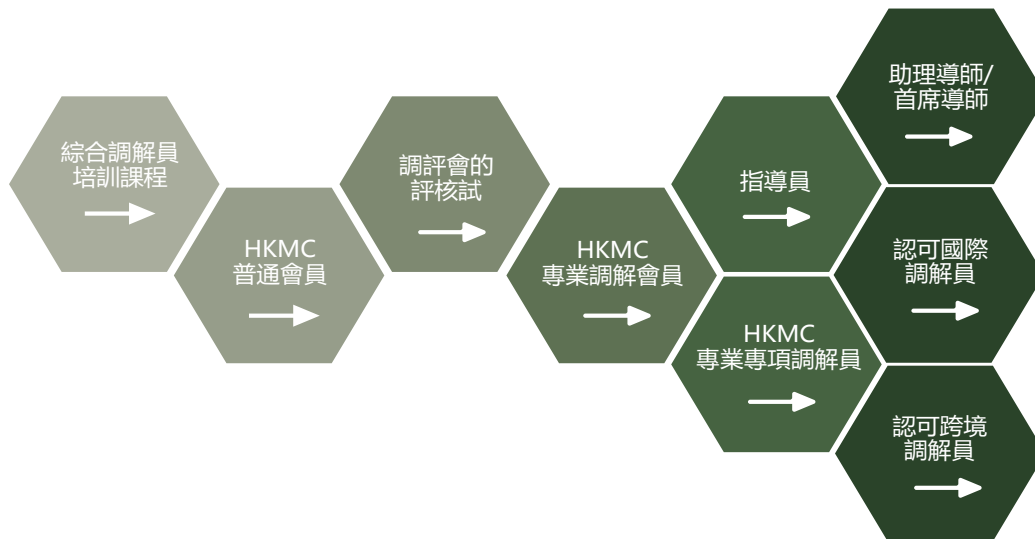 綜合調解員
培訓課程
HKMC
普通會員
調評會的
評核試
HKMC
專業調解會員
指導員
HKMC
專業專項調解員
助理導師/
首席導師
認可國際
調解員
認可跨境
調解員